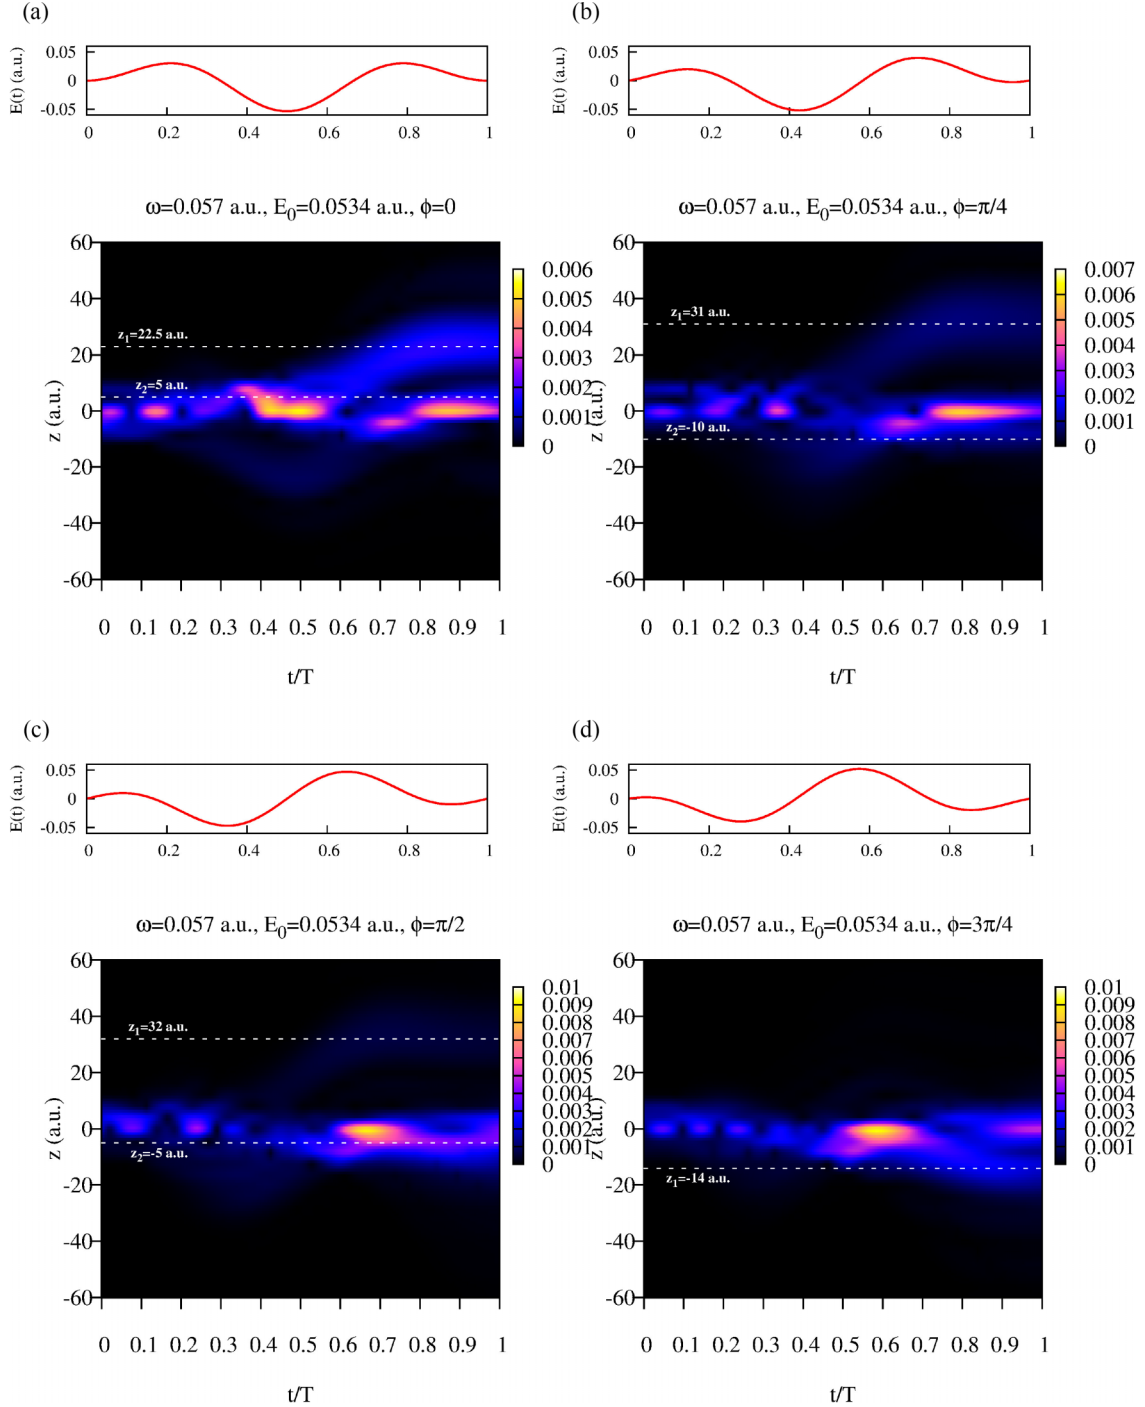 (a)
E(t) (a.u.)
0.05
0
-0.05
0 0.2 0.4 0.6 0.8 1
ω=0.057 a.u., E0=0.0534 a.u., ϕ=0
z (a.u.)
60
40
20
0
-20
-40
-60
z1=22.5 a.u.
z2=5 a.u.
0.006
0.005
0.004
0.003
0.002
0.001
0
0 0.1 0.2 0.3 0.4 0.5 0.6 0.7 0.8 0.9 1
t/T
(b)
E(t) (a.u.)
0.05
0
-0.05
0 0.2 0.4 0.6 0.8 1
ω=0.057 a.u., E0=0.0534 a.u., ϕ=π/4
z (a.u.)
60
40
20
0
-20
-40
-60
z1=31 a.u.
z2=-10 a.u.
0.007
0.006
0.005
0.004
0.003
0.002
0.001
0
0 0.1 0.2 0.3 0.4 0.5 0.6 0.7 0.8 0.9 1
t/T
(c)
E(t) (a.u.)
0.05
0
-0.05
0 0.2 0.4 0.6 0.8 1
ω=0.057 a.u., E0=0.0534 a.u., ϕ=π/2
z (a.u.)
60
40
20
0
-20
-40
-60
z1=32 a.u.
z2=-5 a.u.
0.01
0.009
0.008
0.007
0.006
0.005
0.004
0.003
0.002
0.001
0
0 0.1 0.2 0.3 0.4 0.5 0.6 0.7 0.8 0.9 1
t/T
(d)
E(t) (a.u.)
0.05
0
-0.05
0 0.2 0.4 0.6 0.8 1
ω=0.057 a.u., E0=0.0534 a.u., ϕ=3π/4
z (a.u.)
60
40
20
0
-20
-40
-60
z1=-14 a.u.
0.01
0.009
0.008
0.007
0.006
0.005
0.004
0.003
0.002
0.001
0
0 0.1 0.2 0.3 0.4 0.5 0.6 0.7 0.8 0.9 1
t/T